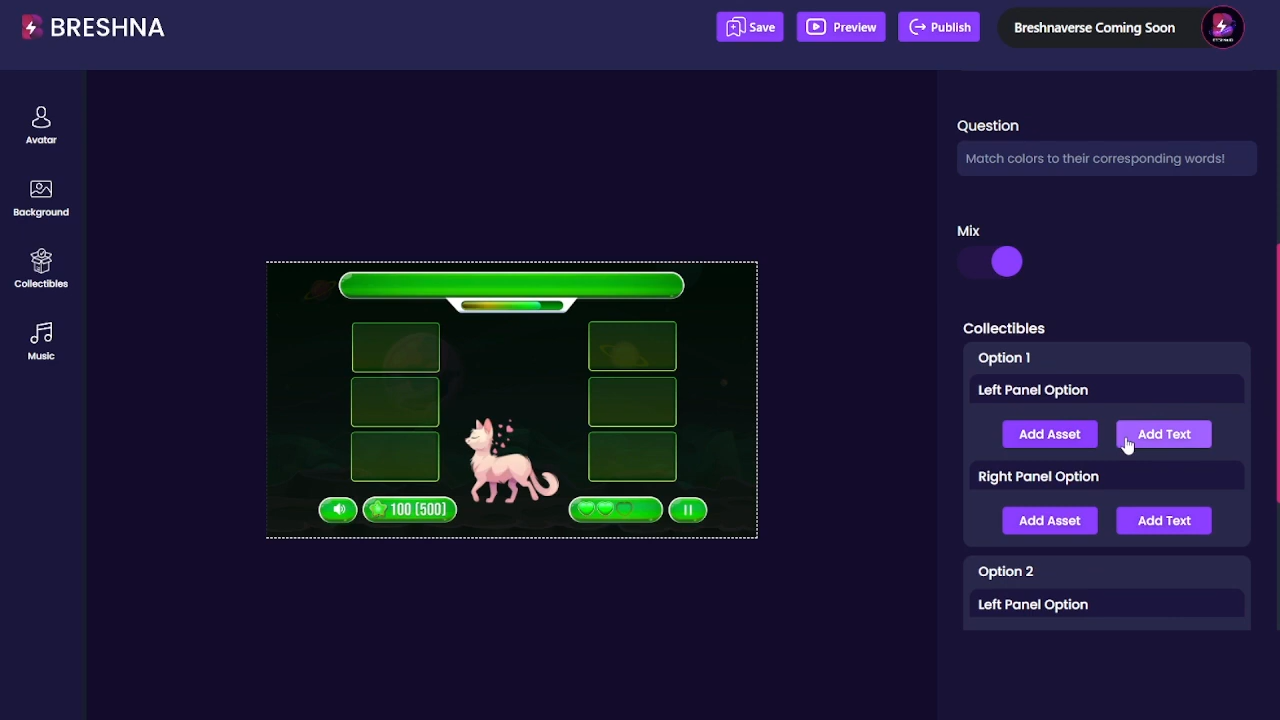 BRESHNA
Save
Preview
Publish
Breshnaverse Coming Soon
Avatar
Background
Collectibles
Music
100 [500]
Question
Match colors to their corresponding words!
Mix
Collectibles
Option 1
Left Panel Option
Add Asset
Add Text
Right Panel Option
Add Asset
Add Text
Option 2
Left Panel Option